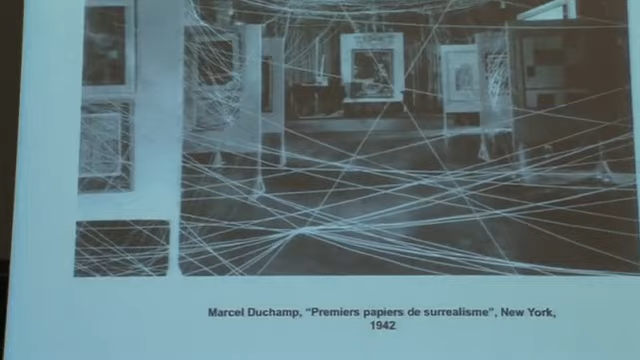 Marcel Duchamp, “Premiers papiers de surrealisme”, New York,
1942